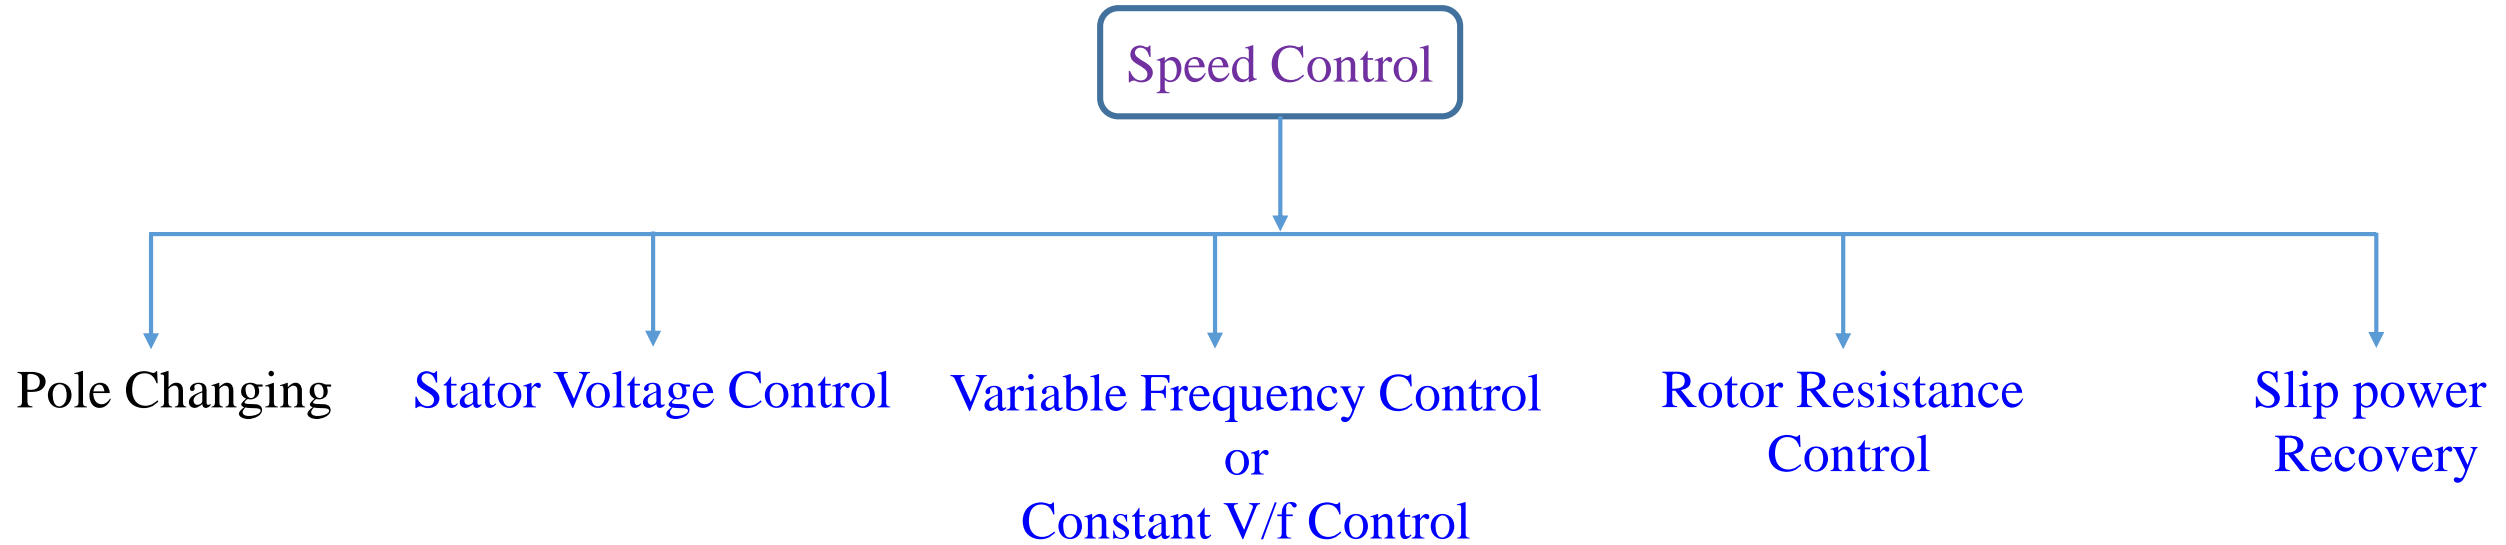 Speed Control
Pole Changing
Stator Voltage Control
Variable Frequency Control
or
Constant V/f Control
Rotor Resistance
Control
Slip power
Recovery